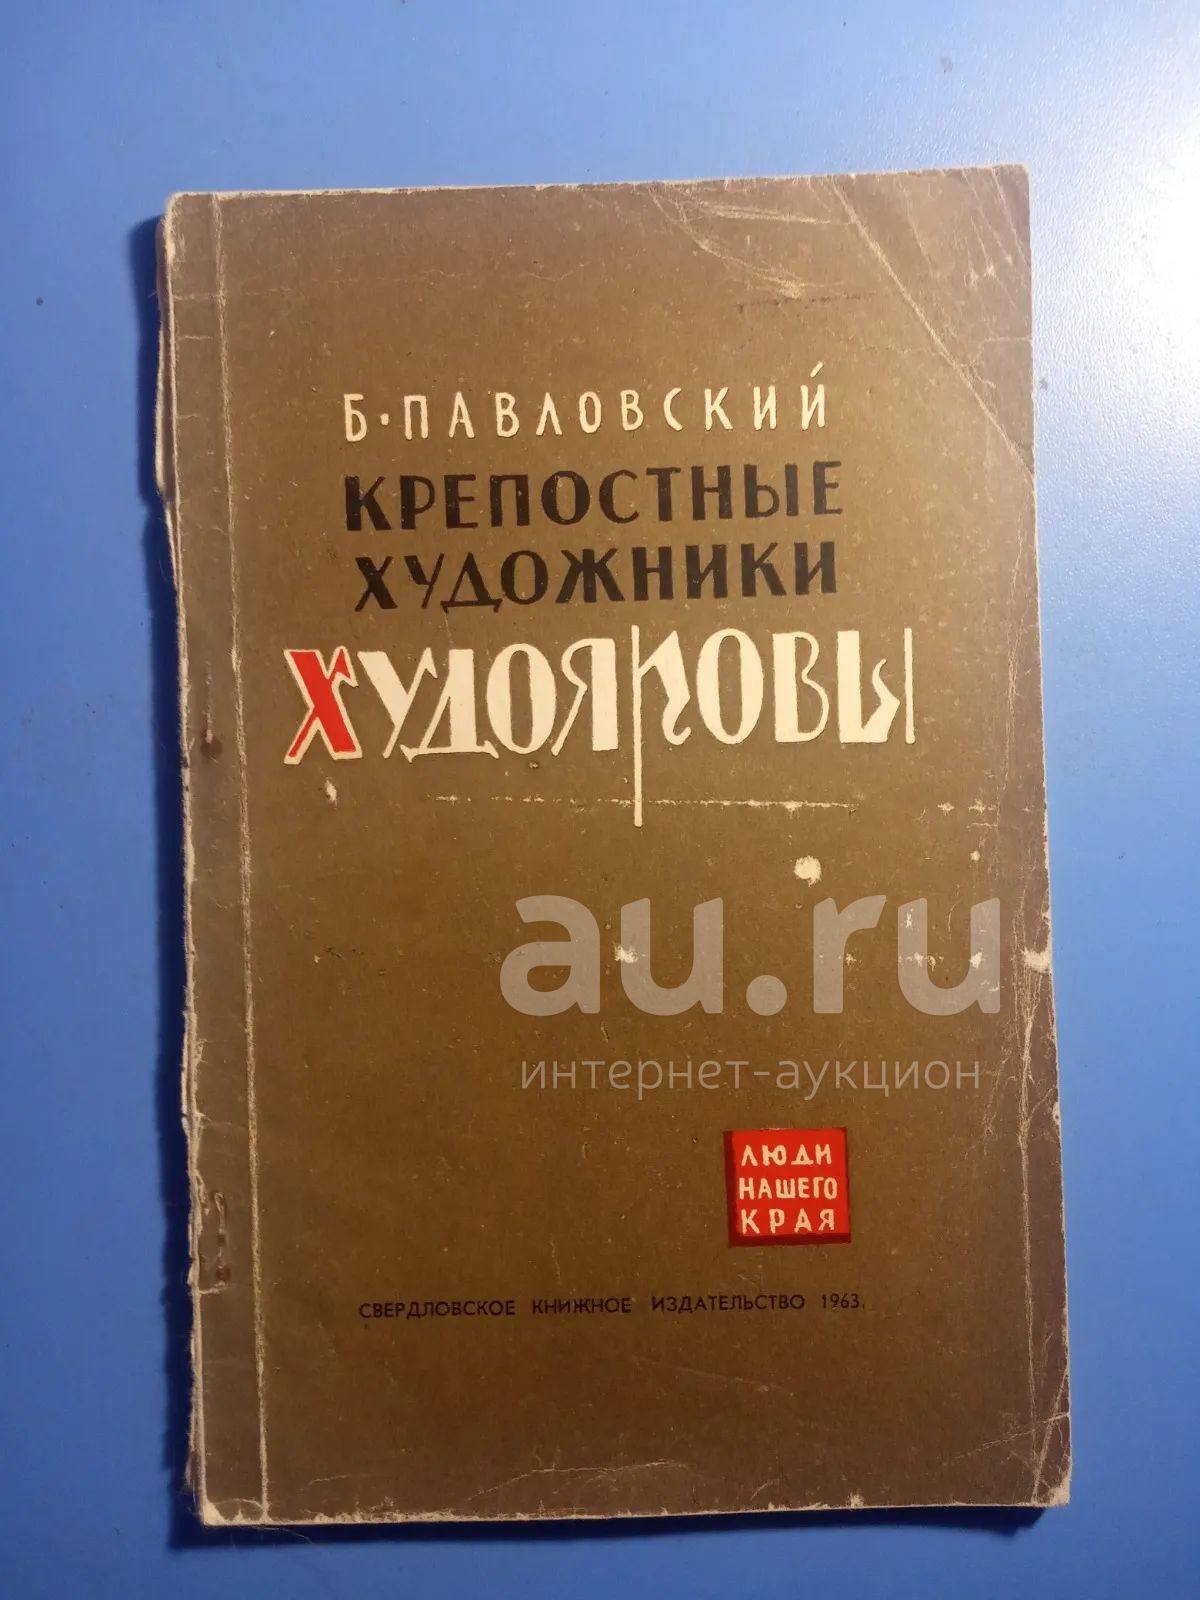 Б. ПАВЛОВСКИЙ
КРЕПОСТНЫЕ
ХУДОЖНИКИ
ХУДОЯРОВЫ
au.ru
интернет-аукцион
ЛЮДИ
НАШЕГО
КРАЯ
СВЕРДЛОВСКОЕ КНИЖНОЕ ИЗДАТЕЛЬСТВО 1963.